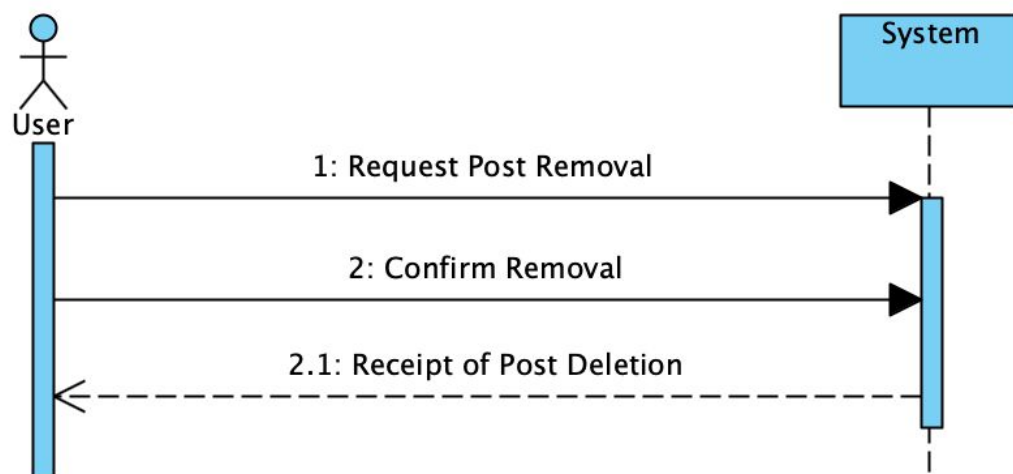 System
User
1: Request Post Removal
2: Confirm Removal
2.1: Receipt of Post Deletion